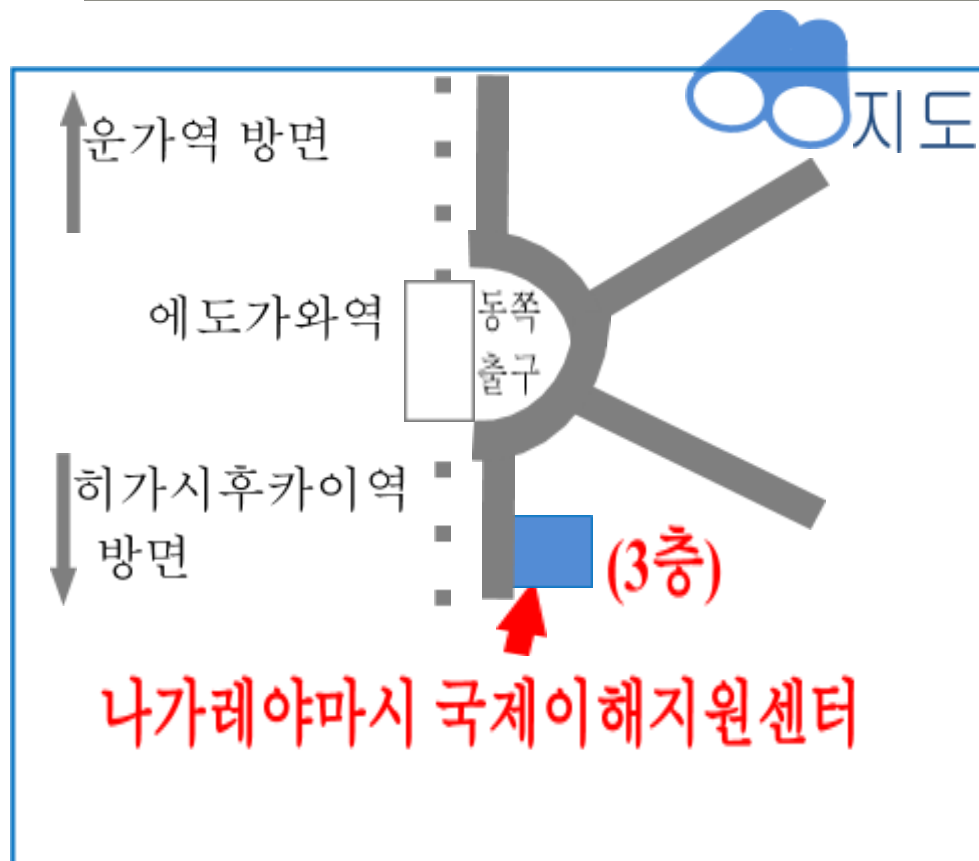 지도
운가역 방면
에도가와역
동쪽
출구
히가시후카이역
방면
(3층)
나가레야마시 국제이해지원센터